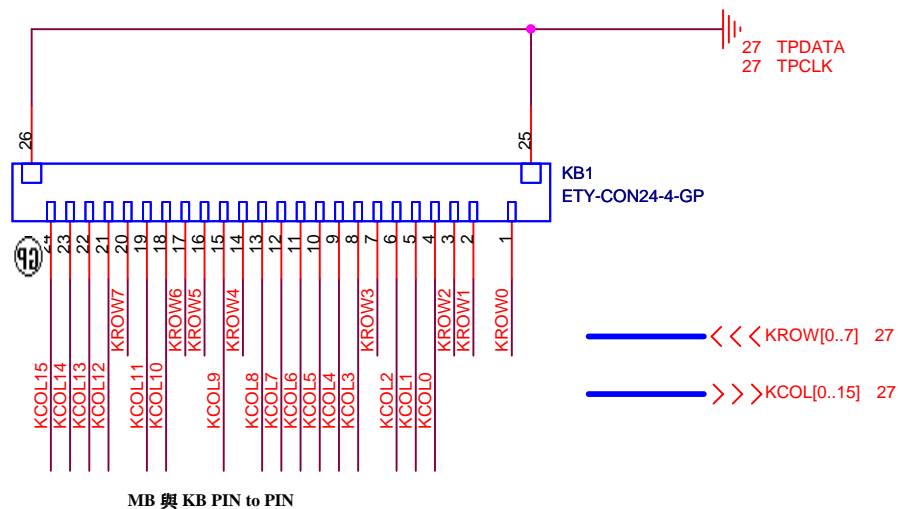 27 TPDATA
27 TPCLK
26
25
KB1
ETY-CON24-4-GP
GP
24 23 22 21 20 19 18 17 16 15 14 13 12 11 10 9 8 7 6 5 4 3 2 1
KROW7 KROW6 KROW5 KROW4 KROW3 KROW2 KROW1 KROW0
KROW[0..7] 27
KCOL15 KCOL14 KCOL13 KCOL12 KCOL11 KCOL10 KCOL9 KCOL8 KCOL7 KCOL6 KCOL5 KCOL4 KCOL3 KCOL2 KCOL1 KCOL0
KCOL[0..15] 27
MB 與 KB PIN to PIN